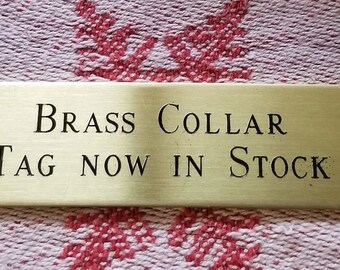 Brass Collar
Tag now in Stock